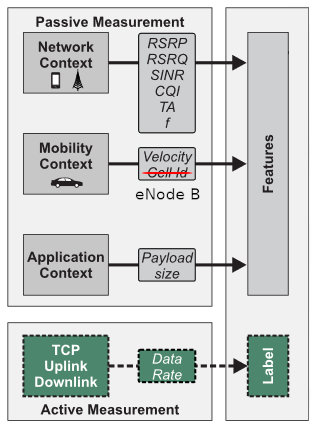 Passive Measurement
Network
Context
RSRP
RSRQ
SINR
CQI
TA
f
Mobility
Context
Velocity
Cell Id
eNode B
Application
Context
Payload
size
Features
TCP
Uplink
Downlink
Data
Rate
Label
Active Measurement